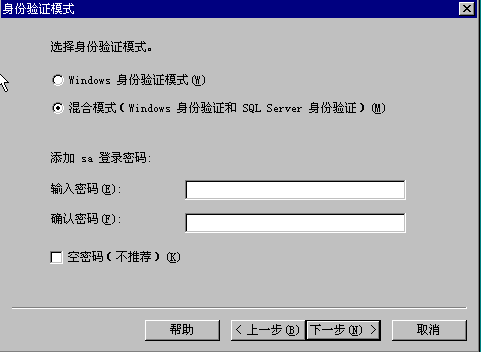 身份验证模式
选择身份验证模式。
Windows 身份验证模式(W)
混合模式(Windows 身份验证和 SQL Server 身份验证)(M)
添加 sa 登录密码:
输入密码(E):
确认密码(F):
空密码(不推荐)(K)
帮助
< 上一步(B)
下一步(N) >
取消